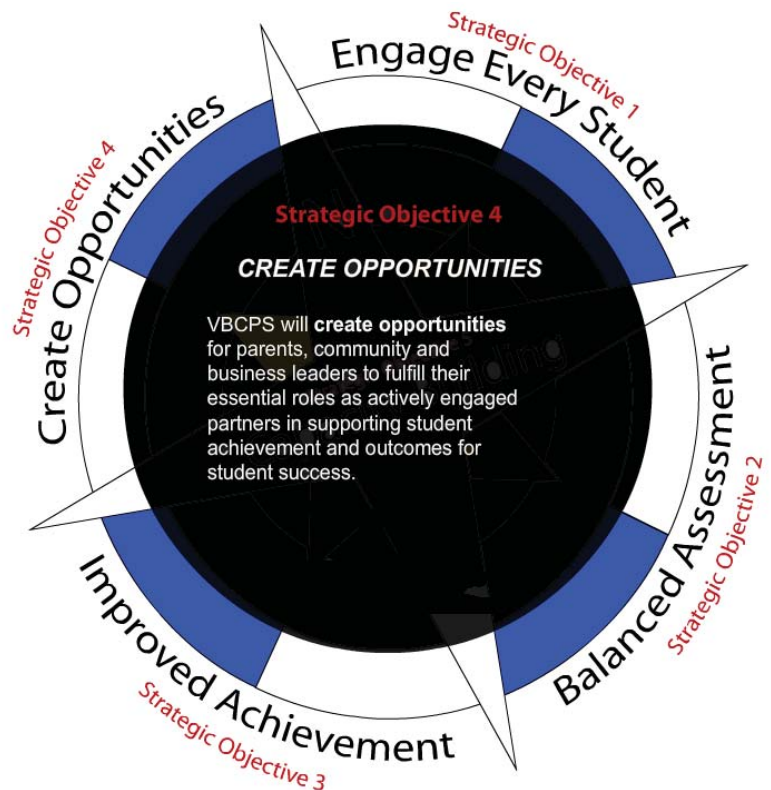 Engage Every Student
Strategic Objective 1
Balanced Assessment
Strategic Objective 2
Improved Achievement
Strategic Objective 3
Create Opportunities
Strategic Objective 4
Strategic Objective 4
CREATE OPPORTUNITIES
VBCPS will create opportunities
for parents, community and
business leaders to fulfill their
essential roles as actively engaged
partners in supporting student
achievement and outcomes for
student success.